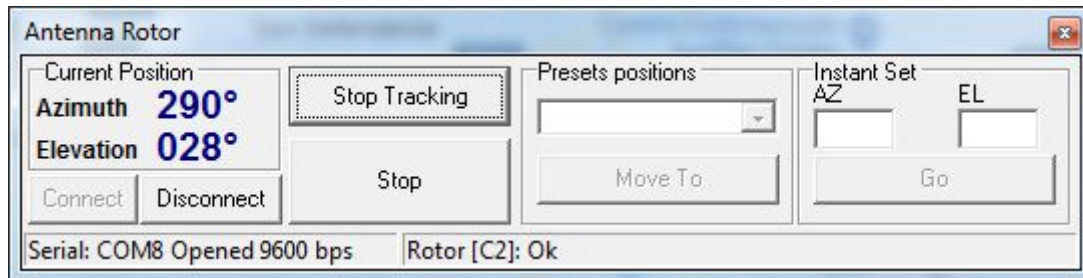 Antenna Rotor
Current Position
Azimuth 290°
Elevation 028°
Connect
Disconnect
Stop Tracking
Stop
Presets positions
Move To
Instant Set
AZ
EL
Go
Serial: COM8 Opened 9600 bps
Rotor [C2]: Ok